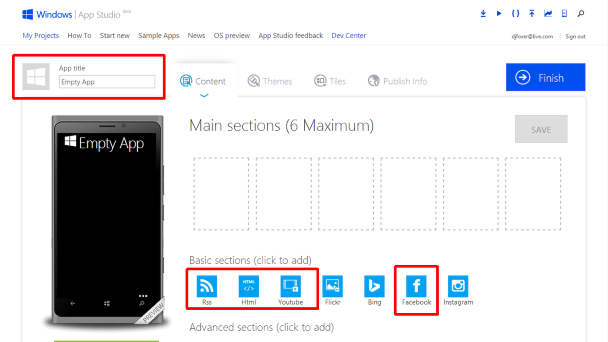 Windows | App Studio Beta
My Projects How To Start new Sample Apps News OS preview App Studio feedback Dev Center
djfover@live.com | Sign out
App title
Empty App
Content Themes Tiles Publish Info
Finish
Main sections (6 Maximum)
SAVE
Empty App
Basic sections (click to add)
HTML
</>
Rss Html Youtube Flickr Bing Facebook Instagram
PREVIEW
Advanced sections (click to add)